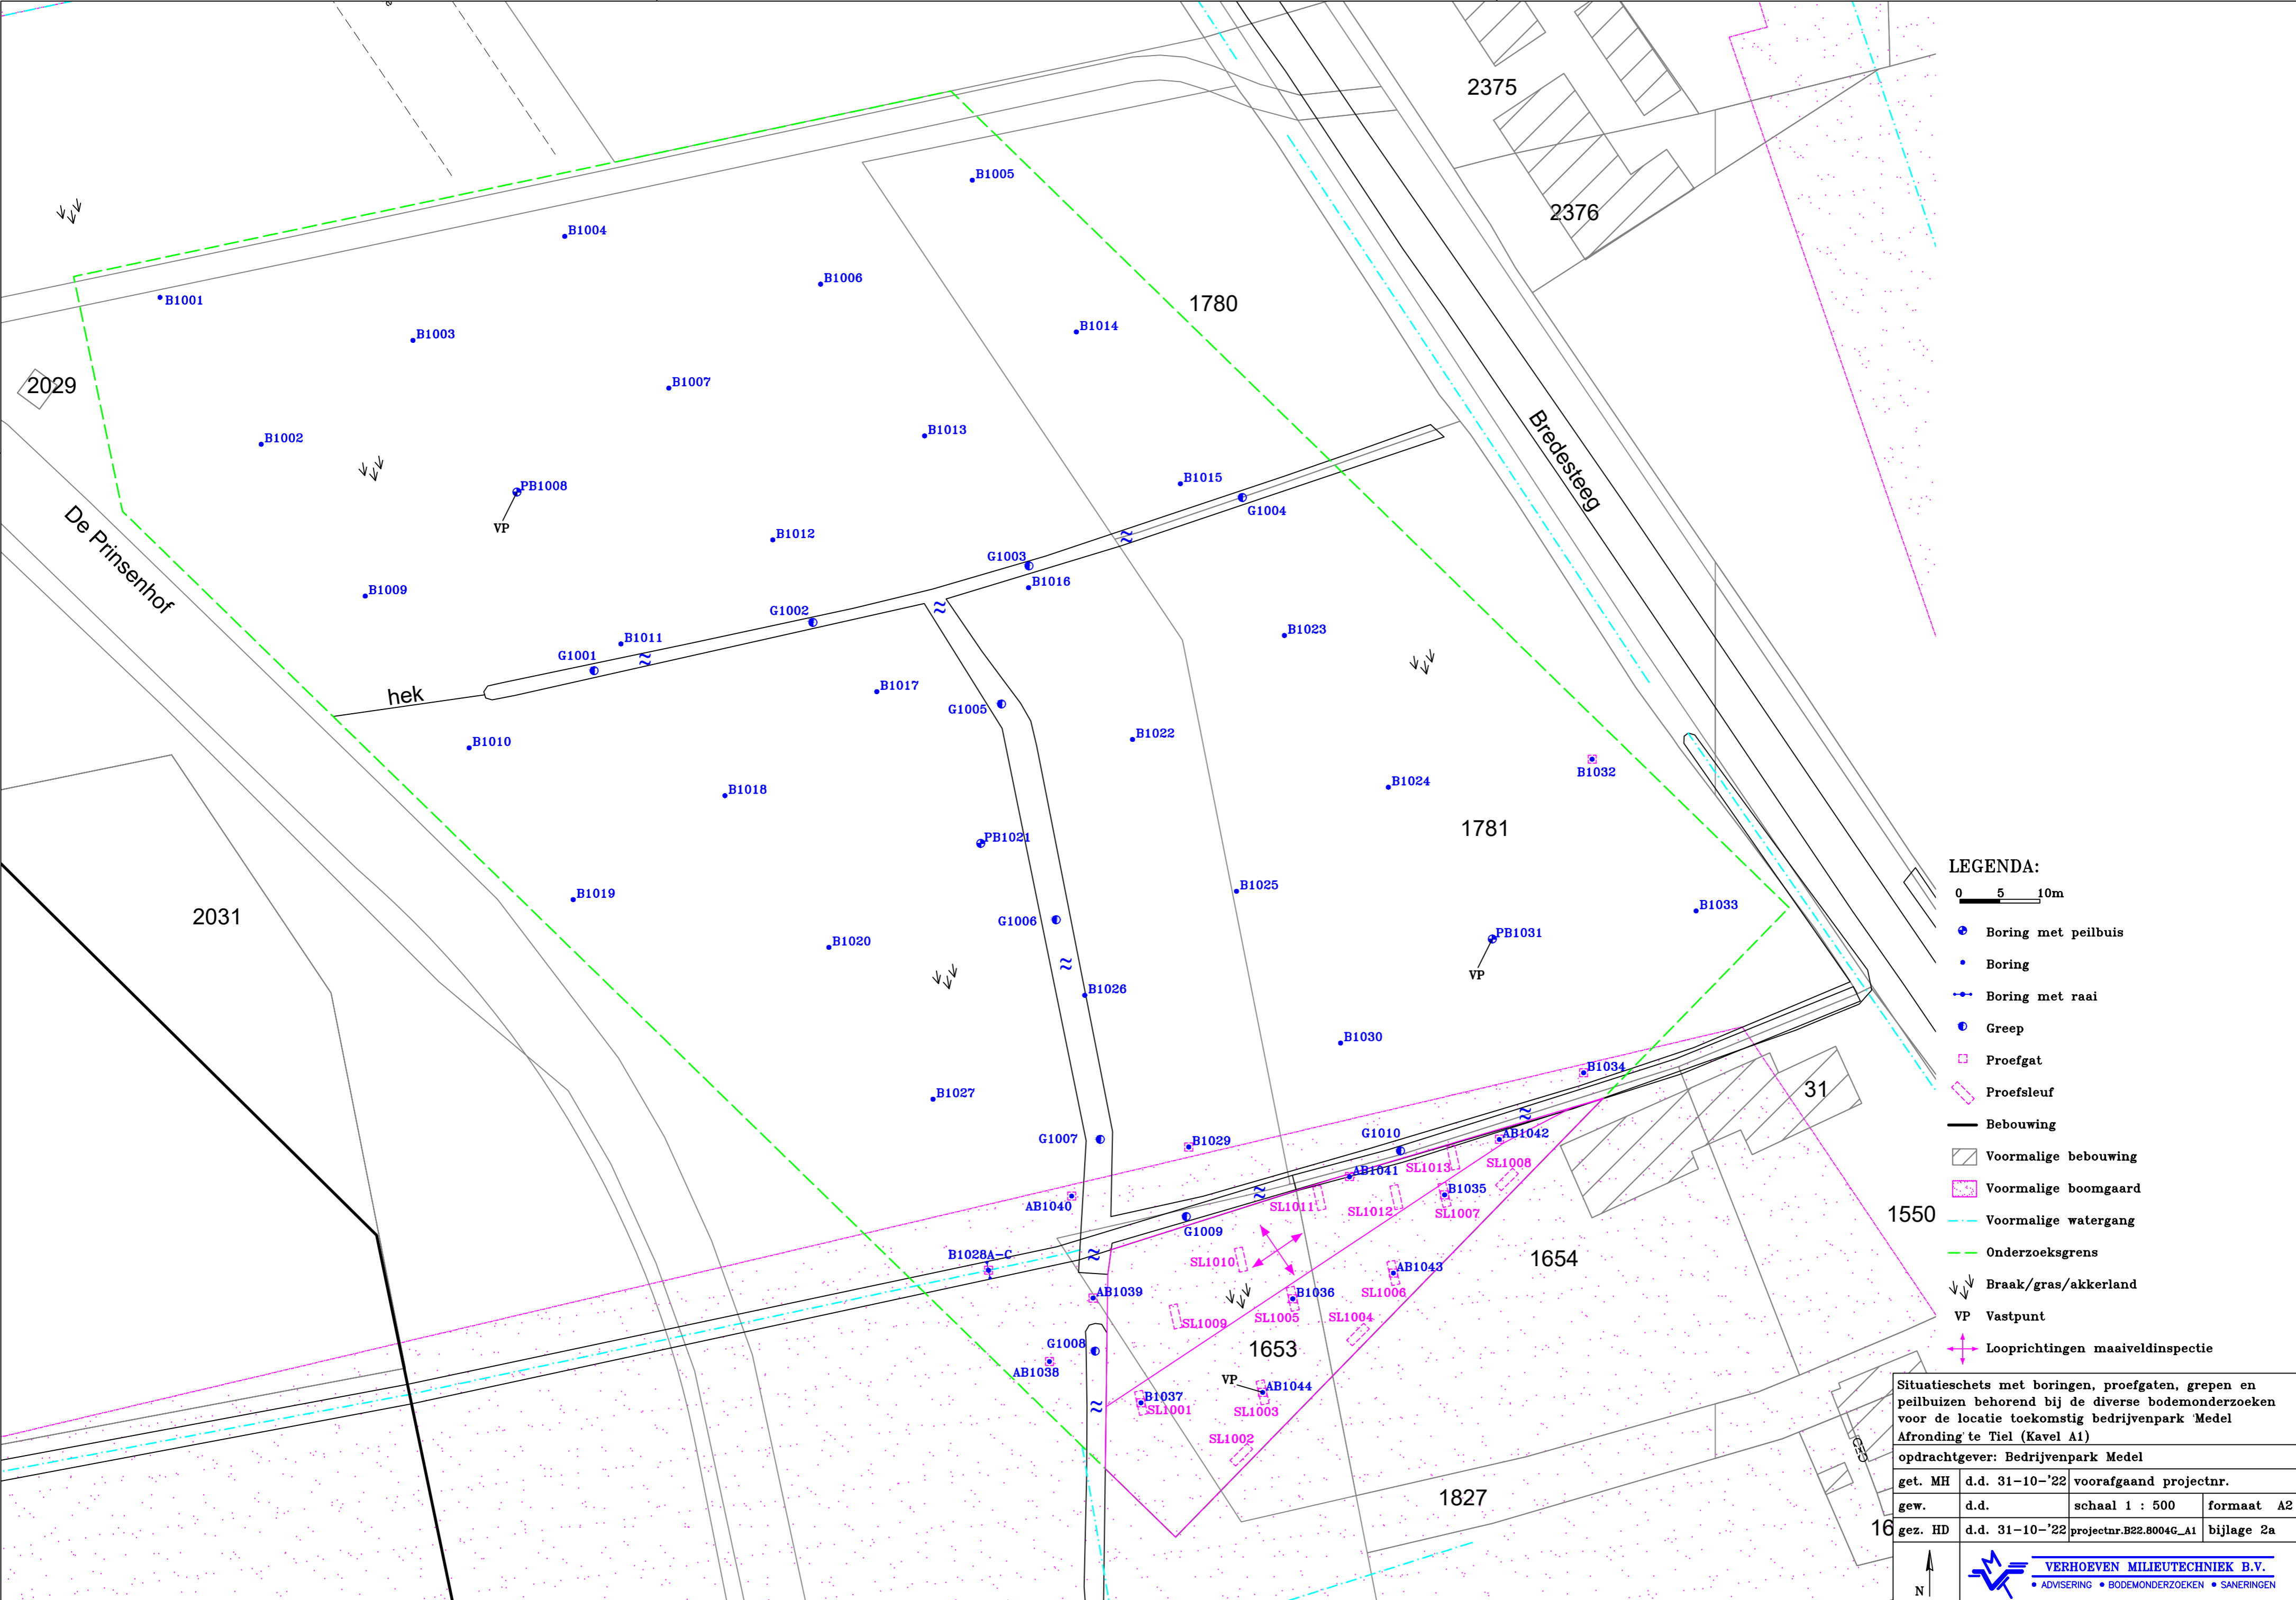 2375
2376
B1005
B1004
B1006
1780
B1001
B1014
B1003
B1007
2029
B1002
B1013
Bredesteeg
PB1008
VP
B1015
G1004
De Prinsenhof
B1012
G1003
B1016
B1009
G1002
B1011
G1001
B1023
hek
B1017
G1005
B1010
B1022
B1032
B1018
B1024
1781
PB1021
B1019
B1025
2031
G1006
B1033
B1020
PB1031
VP
B1026
B1030
B1034
B1027
31
G1007
B1029
G1010
AB1042
SL1013
SL1008
AB1041
AB1040
B1035
SL1011
SL1012
SL1007
G1009
1550
B1028A-C
SL1010
1654
AB1043
SL1006
AB1039
B1036
SL1009
SL1005
SL1004
G1008
1653
AB1038
VP
AB1044
B1037
SL1001
SL1003
SL1002
1827
16
LEGENDA:
0 5 10m
Boring met peilbuis
Boring
Boring met raai
Greep
Proefgat
Proefsleuf
Bebouwing
Voormalige bebouwing
Voormalige boomgaard
Voormalige watergang
Onderzoeksgrens
Braak/gras/akkerland
VP Vastpunt
Looprichtingen maaiveldinspectie
Situatieschets met boringen, proefgaten, grepen en
peilbuizen behorend bij de diverse bodemonderzoeken
voor de locatie toekomstig bedrijvenpark 'Medel
Afronding' te Tiel (Kavel A1)
opdrachtgever: Bedrijvenpark Medel
get. MH d.d. 31-10-'22 voorafgaand projectnr.
gew. d.d. schaal 1 : 500 formaat A2
gez. HD d.d. 31-10-'22 projectnr.B22.8004G_A1 bijlage 2a
N
VERHOEVEN MILIEUTECHNIEK B.V.
• ADVISERING • BODEMONDERZOEKEN • SANERINGEN